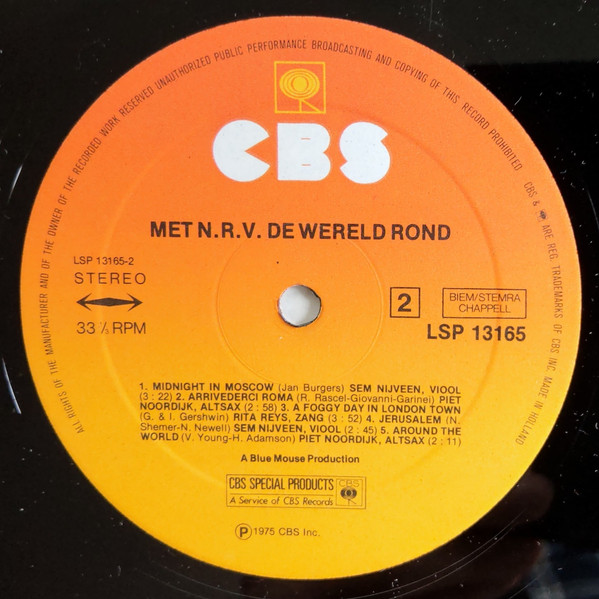 ALL RIGHTS OF THE MANUFACTURER AND OF THE OWNER OF THE RECORDED WORK RESERVED UNAUTHORIZED PUBLIC PERFORMANCE BROADCASTING AND COPYING OF THIS RECORD PROHIBITED CBS & ARE REG. TRADEMARKS OF CBS INC. MADE IN HOLLAND
CBS
MET N.R.V. DE WERELD ROND
LSP 13165-2
STEREO
33⅓ RPM
2
BIEM/STEMRA
CHAPPELL
LSP 13165
1. MIDNIGHT IN MOSCOW (Jan Burgers) SEM NIJVEEN, VIOOL
(3 : 22) 2. ARRIVEDERCI ROMA (R. Rascel-Giovanni-Garinei) PIET
NOORDIJK, ALTSAX (2 : 58) 3. A FOGGY DAY IN LONDON TOWN
(G. & I. Gershwin) RITA REYS, ZANG (3 : 52) 4. JERUSALEM (N.
Shemer-N. Newell) SEM NIJVEEN, VIOOL (2 : 45) 5. AROUND THE
WORLD (V. Young-H. Adamson) PIET NOORDIJK, ALTSAX (2 : 11)
A Blue Mouse Production
CBS SPECIAL PRODUCTS
A Service of CBS Records
CBS
Ⓟ 1975 CBS Inc.